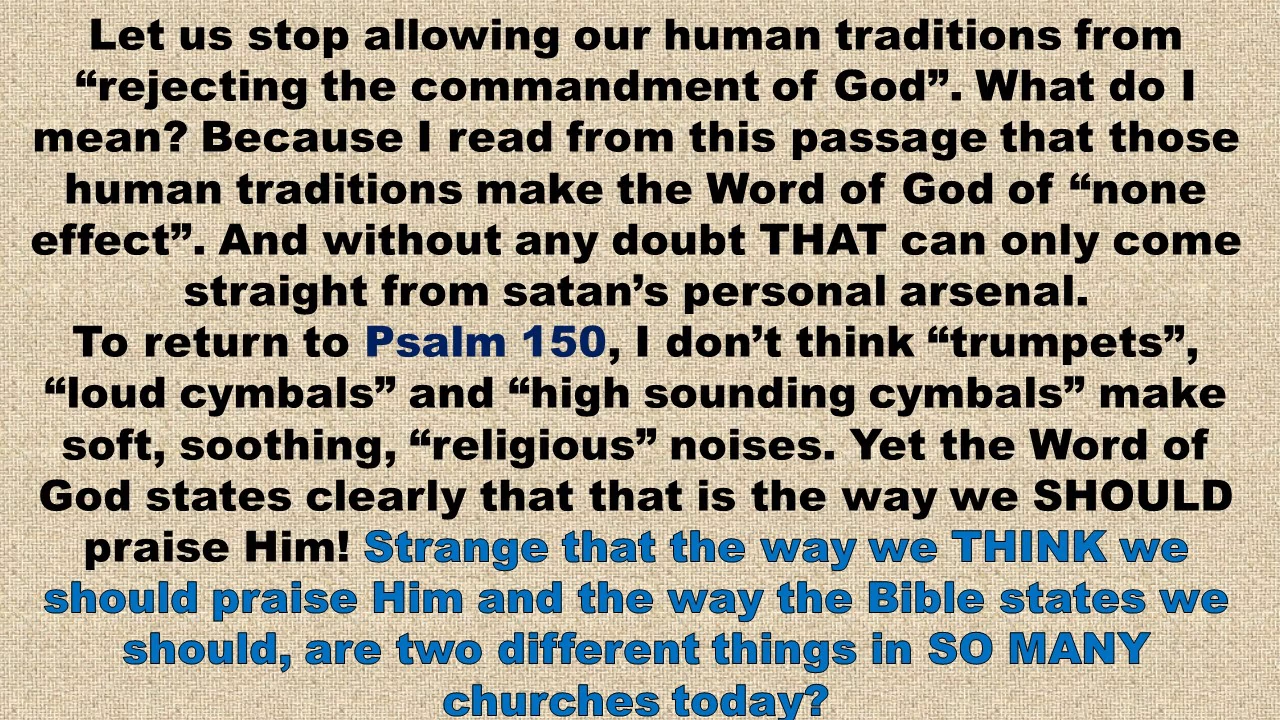 Let us stop allowing our human traditions from
“rejecting the commandment of God”. What do I
mean? Because I read from this passage that those
human traditions make the Word of God of “none
effect”. And without any doubt THAT can only come
straight from satan’s personal arsenal.
To return to Psalm 150, I don’t think “trumpets”,
“loud cymbals” and “high sounding cymbals” make
soft, soothing, “religious” noises. Yet the Word of
God states clearly that that is the way we SHOULD
praise Him! Strange that the way we THINK we
should praise Him and the way the Bible states we
should, are two different things in SO MANY
churches today?